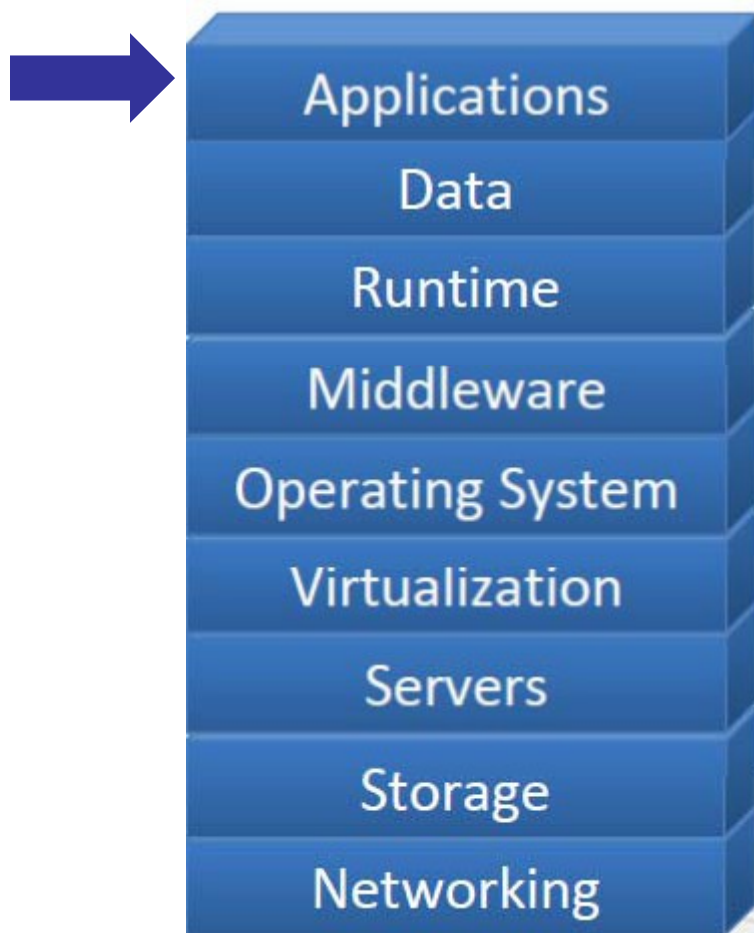 Applications
Data
Runtime
Middleware
Operating System
Virtualization
Servers
Storage
Networking